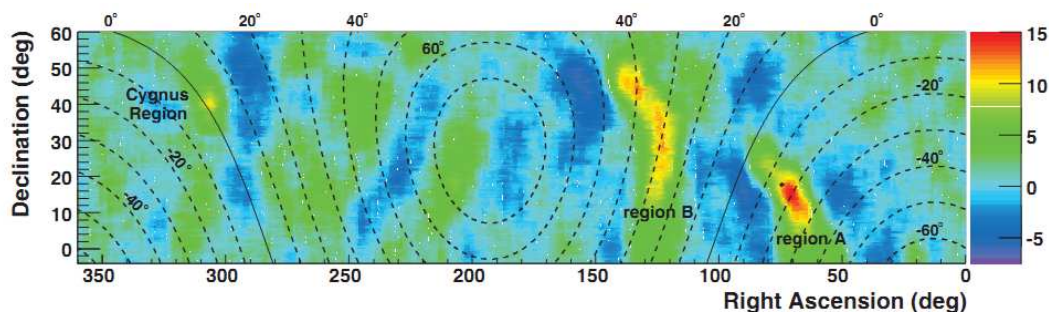 0° 20° 40° 40° 20° 0°
60 15
50 60° -20°
40 Cygnus 10
Region
30 5
20 -20° -40° 0
10 -40° region B -5
0 region A -60°
Declination (deg)
350 300 250 200 150 100 50 0
Right Ascension (deg)